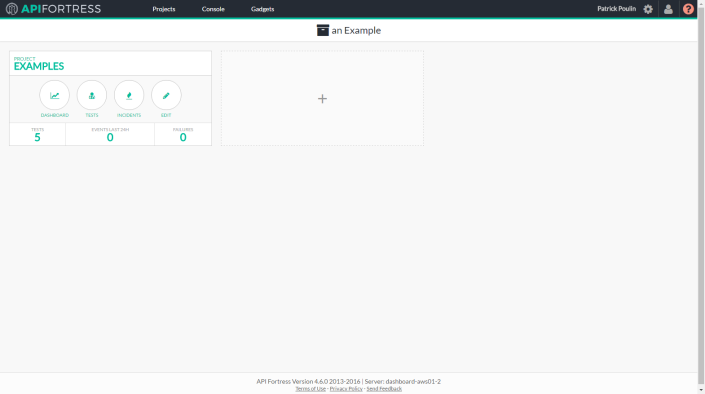 APIFORTRESS
Projects Console Gadgets
Patrick Poulin
?
an Example
PROJECT
EXAMPLES
DASHBOARD TESTS INCIDENTS EDIT
TESTS EVENTS LAST 24H FAILURES
5 0 0
+
API Fortress Version 4.6.0 2013-2016 | Server: dashboard-aws01-2
Terms of Use - Privacy Policy - Send Feedback